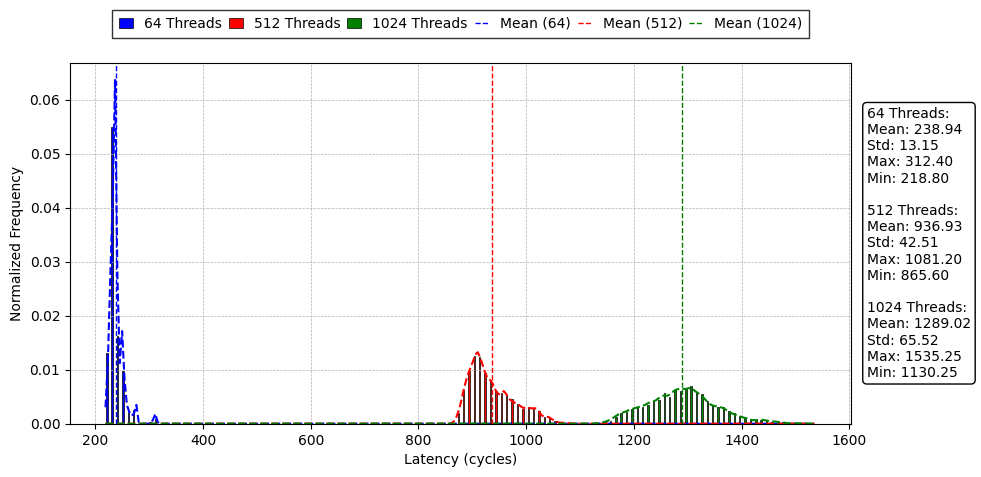 64 Threads 512 Threads 1024 Threads Mean (64) Mean (512) Mean (1024)
0.06
0.05
0.04
0.03
0.02
0.01
0.00
Normalized Frequency
200 400 600 800 1000 1200 1400 1600
Latency (cycles)
64 Threads:
Mean: 238.94
Std: 13.15
Max: 312.40
Min: 218.80
512 Threads:
Mean: 936.93
Std: 42.51
Max: 1081.20
Min: 865.60
1024 Threads:
Mean: 1289.02
Std: 65.52
Max: 1535.25
Min: 1130.25